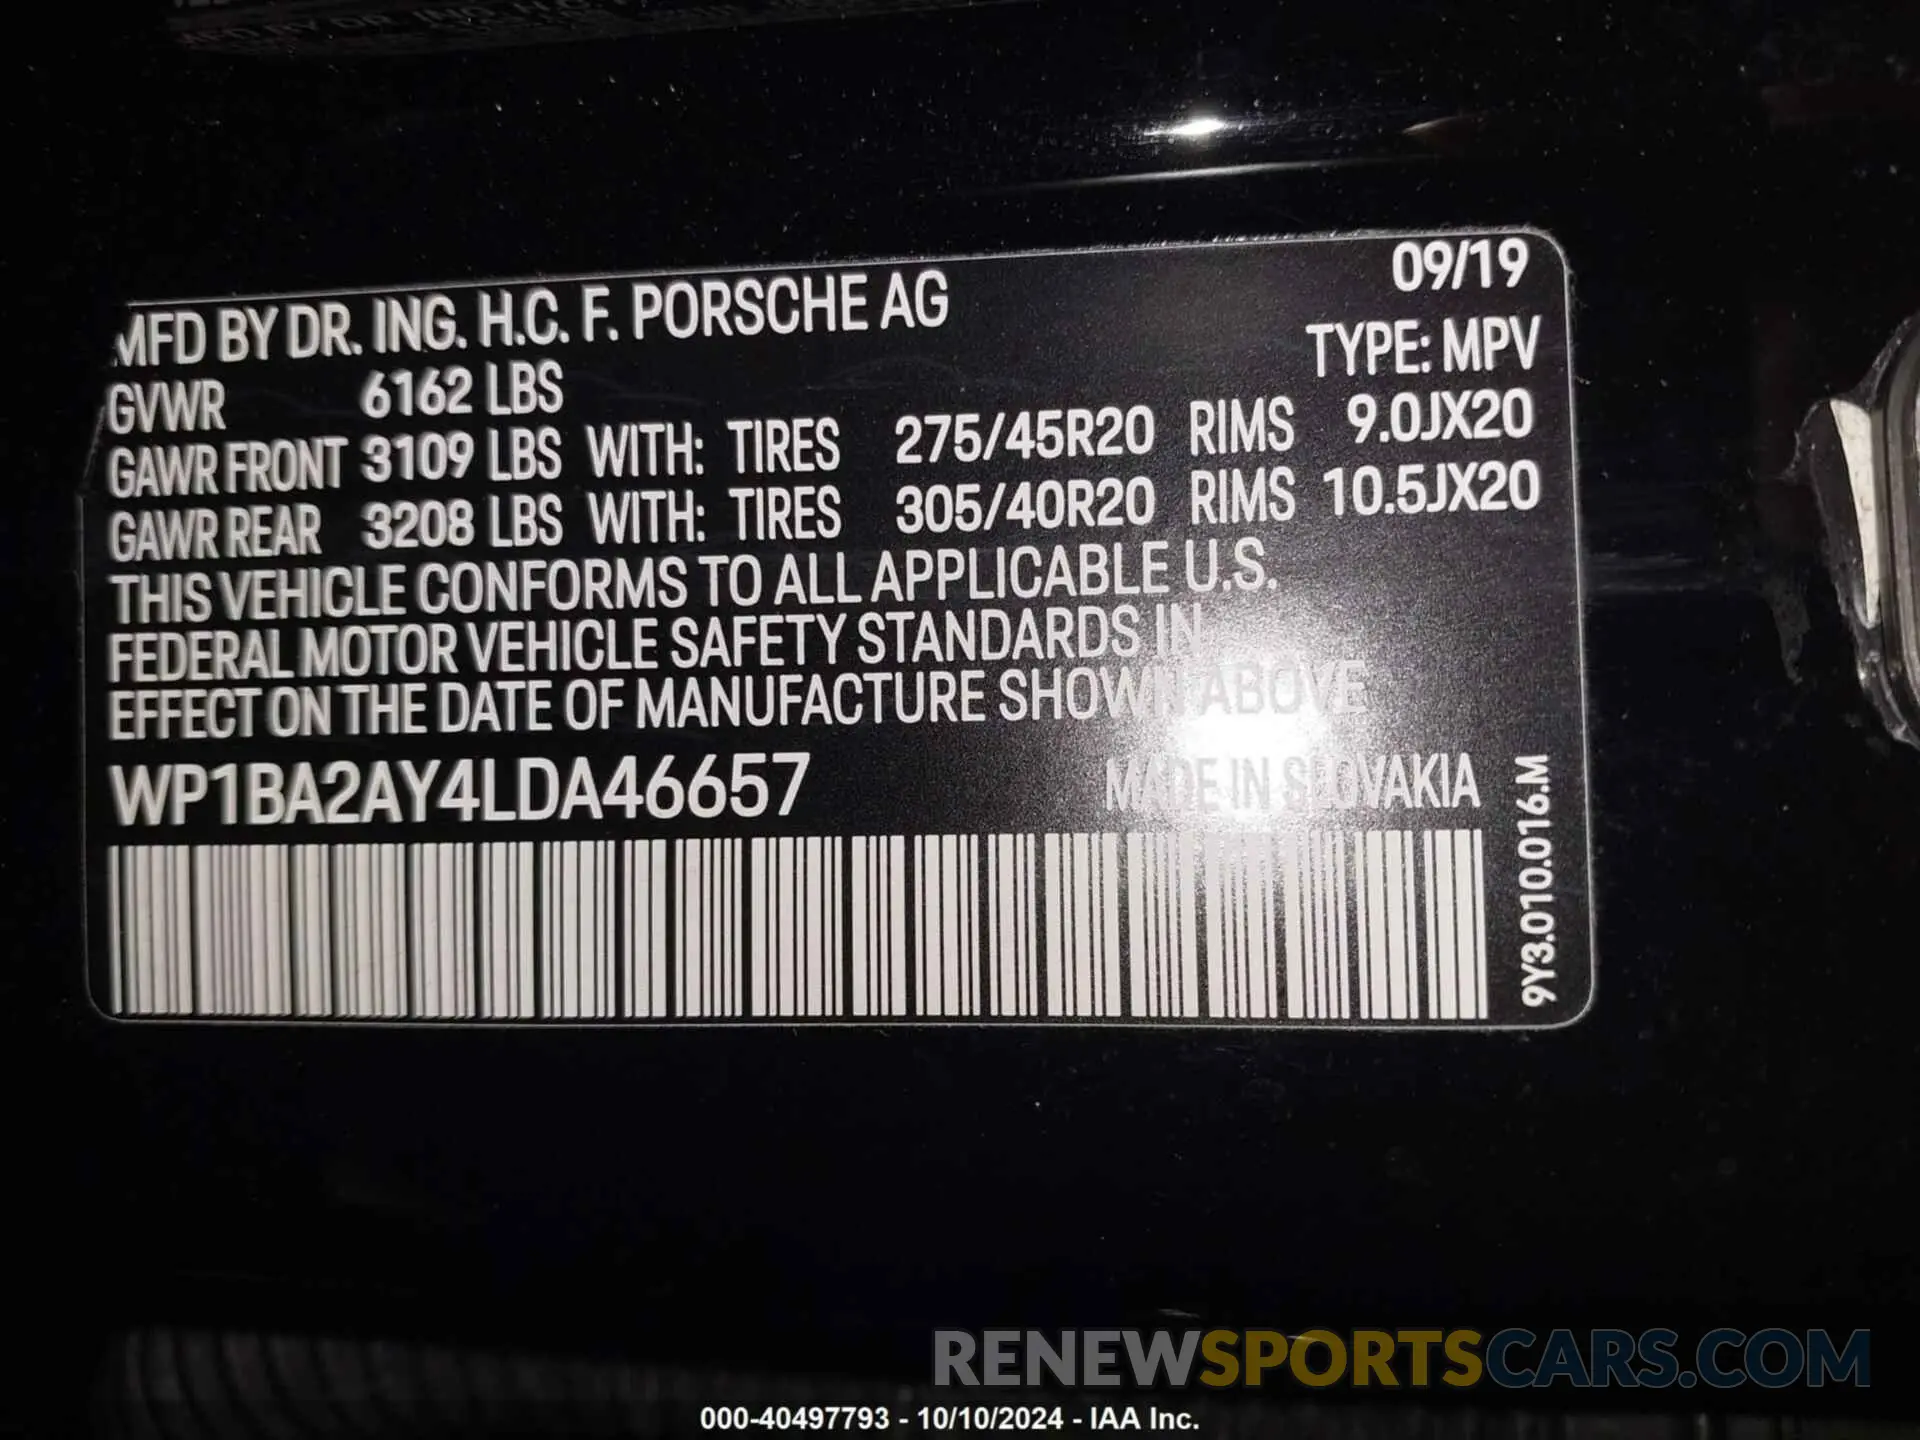 MFD BY DR. ING. H.C. F. PORSCHE AG 09/19
TYPE: MPV
GVWR 6162 LBS
GAWR FRONT 3109 LBS WITH: TIRES 275/45R20 RIMS 9.0JX20
GAWR REAR 3208 LBS WITH: TIRES 305/40R20 RIMS 10.5JX20
THIS VEHICLE CONFORMS TO ALL APPLICABLE U.S.
FEDERAL MOTOR VEHICLE SAFETY STANDARDS IN
EFFECT ON THE DATE OF MANUFACTURE SHOWN ABOVE
WP1BA2AY4LDA46657 MADE IN SLOVAKIA
9Y3.010.016.M
RENEWSPORTSCARS.COM
000-40497793 - 10/10/2024 - IAA Inc.